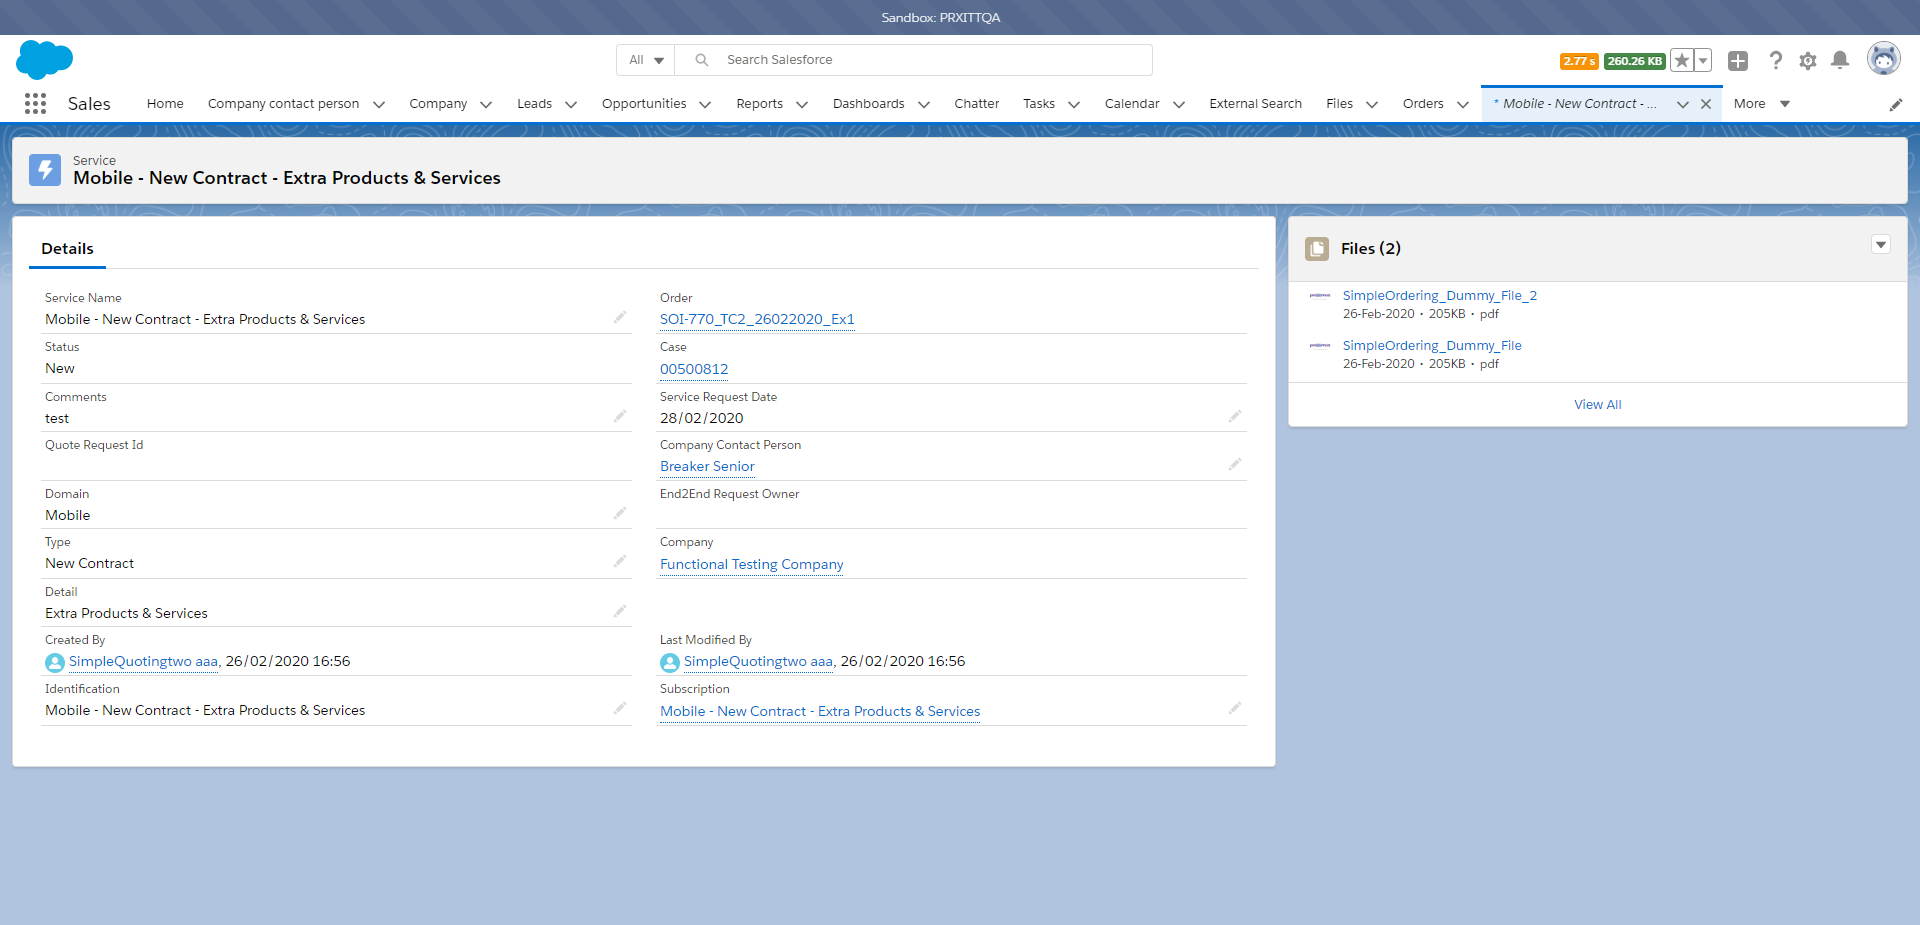 Sandbox: PRXITTQA
All
Search Salesforce
2.77 s
260.26 KB
Sales
Home
Company contact person
Company
Leads
Opportunities
Reports
Dashboards
Chatter
Tasks
Calendar
External Search
Files
Orders
* Mobile - New Contract - ...
More
Service
Mobile - New Contract - Extra Products & Services
Details
Service Name
Mobile - New Contract - Extra Products & Services
Order
SOI-770_TC2_26022020_Ex1
Status
New
Case
00500812
Comments
test
Service Request Date
28/02/2020
Quote Request Id
Company Contact Person
Breaker Senior
Domain
Mobile
End2End Request Owner
Type
New Contract
Company
Functional Testing Company
Detail
Extra Products & Services
Created By
SimpleQuotingtwo aaa, 26/02/2020 16:56
Last Modified By
SimpleQuotingtwo aaa, 26/02/2020 16:56
Identification
Mobile - New Contract - Extra Products & Services
Subscription
Mobile - New Contract - Extra Products & Services
Files (2)
SimpleOrdering_Dummy_File_2
26-Feb-2020 • 205KB • pdf
SimpleOrdering_Dummy_File
26-Feb-2020 • 205KB • pdf
View All